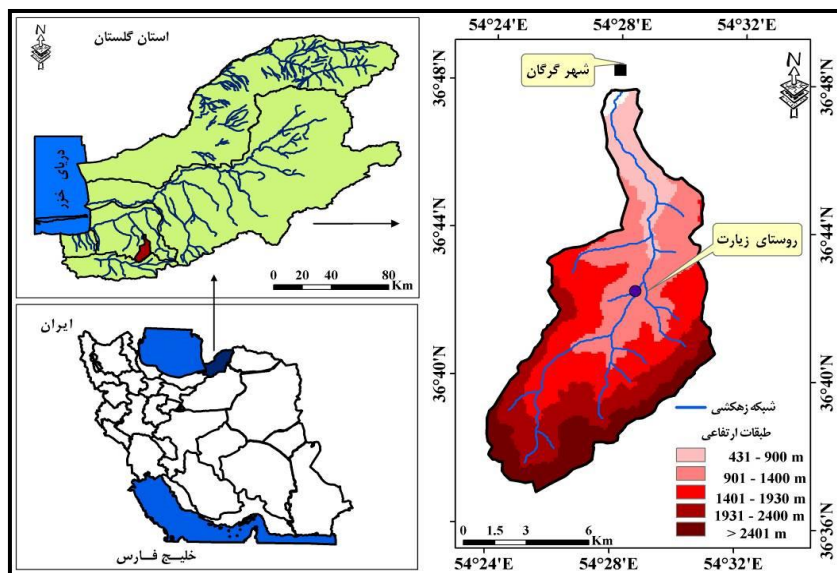 استان گلستان
N
دریای خزر
0 20 40 80
Km
ایران
خلیج فارس
54°24'E 54°28'E 54°32'E
36°48'N
36°44'N
36°40'N
36°36'N
شهر گرگان
N
روستای زیارت
شبکه زهکشی
طبقات ارتفاعی
431 - 900 m
901 - 1400 m
1401 - 1930 m
1931 - 2400 m
> 2401 m
0 1.5 3 6
Km
36°48'N
36°44'N
36°40'N
36°36'N
54°24'E 54°28'E 54°32'E